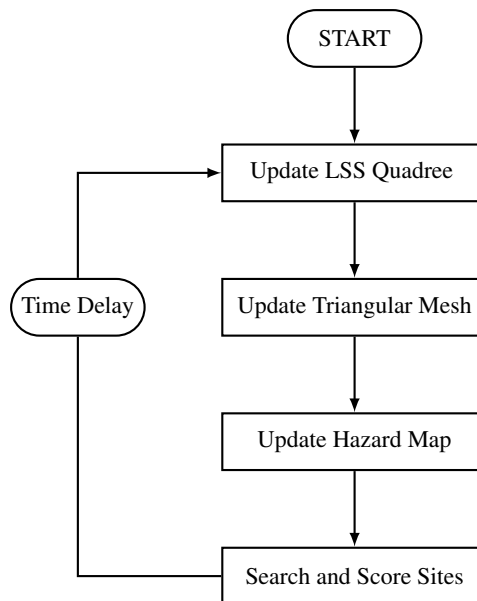 START
Update LSS Quadree
Time Delay
Update Triangular Mesh
Update Hazard Map
Search and Score Sites